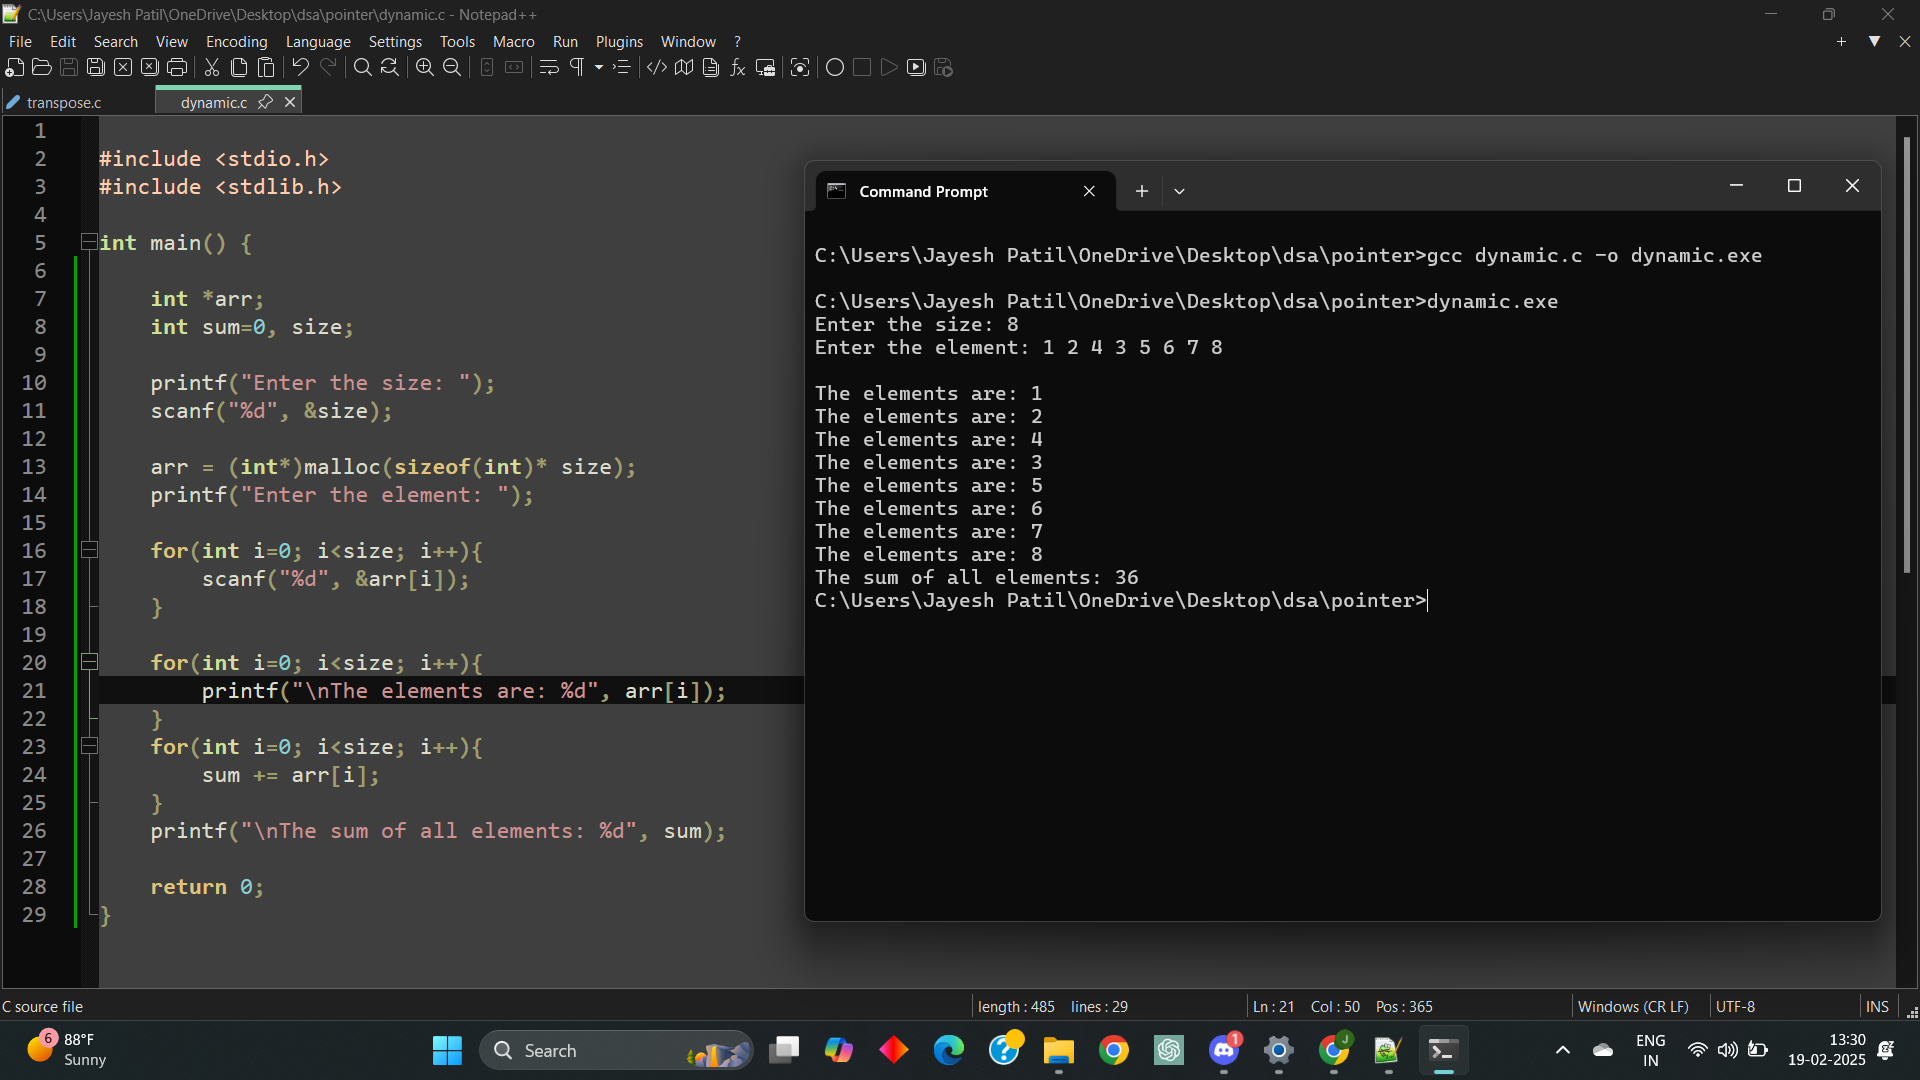 C:\Users\Jayesh Patil\OneDrive\Desktop\dsa\pointer\dynamic.c - Notepad++
File Edit Search View Encoding Language Settings Tools Macro Run Plugins Window ?
transpose.c
dynamic.c
1
2 #include <stdio.h>
3 #include <stdlib.h>
4
5 int main() {
6
7 int *arr;
8 int sum=0, size;
9
10 printf("Enter the size: ");
11 scanf("%d", &size);
12
13 arr = (int*)malloc(sizeof(int)* size);
14 printf("Enter the element: ");
15
16 for(int i=0; i<size; i++){
17 scanf("%d", &arr[i]);
18 }
19
20 for(int i=0; i<size; i++){
21 printf("\nThe elements are: %d", arr[i]);
22 }
23 for(int i=0; i<size; i++){
24 sum += arr[i];
25 }
26 printf("\nThe sum of all elements: %d", sum);
27
28 return 0;
29 }
Command Prompt
C:\Users\Jayesh Patil\OneDrive\Desktop\dsa\pointer>gcc dynamic.c -o dynamic.exe
C:\Users\Jayesh Patil\OneDrive\Desktop\dsa\pointer>dynamic.exe
Enter the size: 8
Enter the element: 1 2 4 3 5 6 7 8
The elements are: 1
The elements are: 2
The elements are: 4
The elements are: 3
The elements are: 5
The elements are: 6
The elements are: 7
The elements are: 8
The sum of all elements: 36
C:\Users\Jayesh Patil\OneDrive\Desktop\dsa\pointer>
C source file length : 485 lines : 29 Ln : 21 Col : 50 Pos : 365 Windows (CR LF) UTF-8 INS
6
88°F
Sunny
Search
1
J
ENG
IN
13:30
19-02-2025